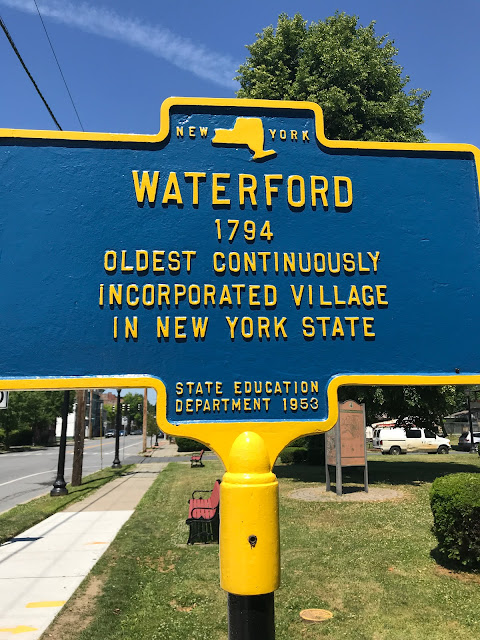 NEW YORK
WATERFORD
1794
OLDEST CONTINUOUSLY
INCORPORATED VILLAGE
IN NEW YORK STATE
STATE EDUCATION
DEPARTMENT 1953